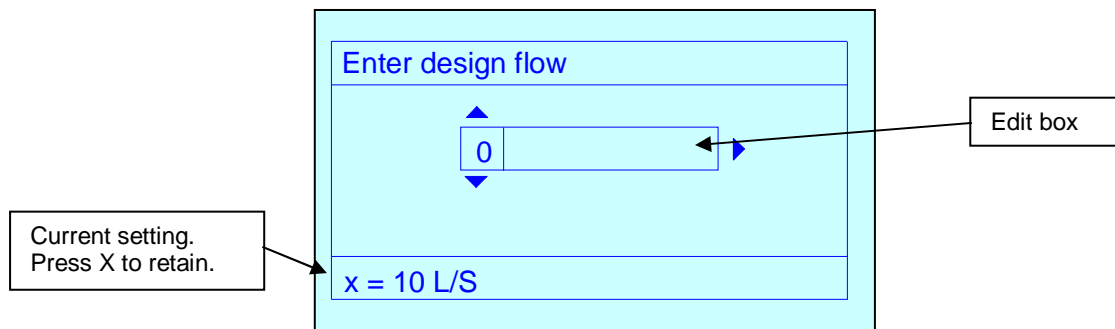 Enter design flow
Edit box
0
Current setting.
Press X to retain.
x = 10 L/S